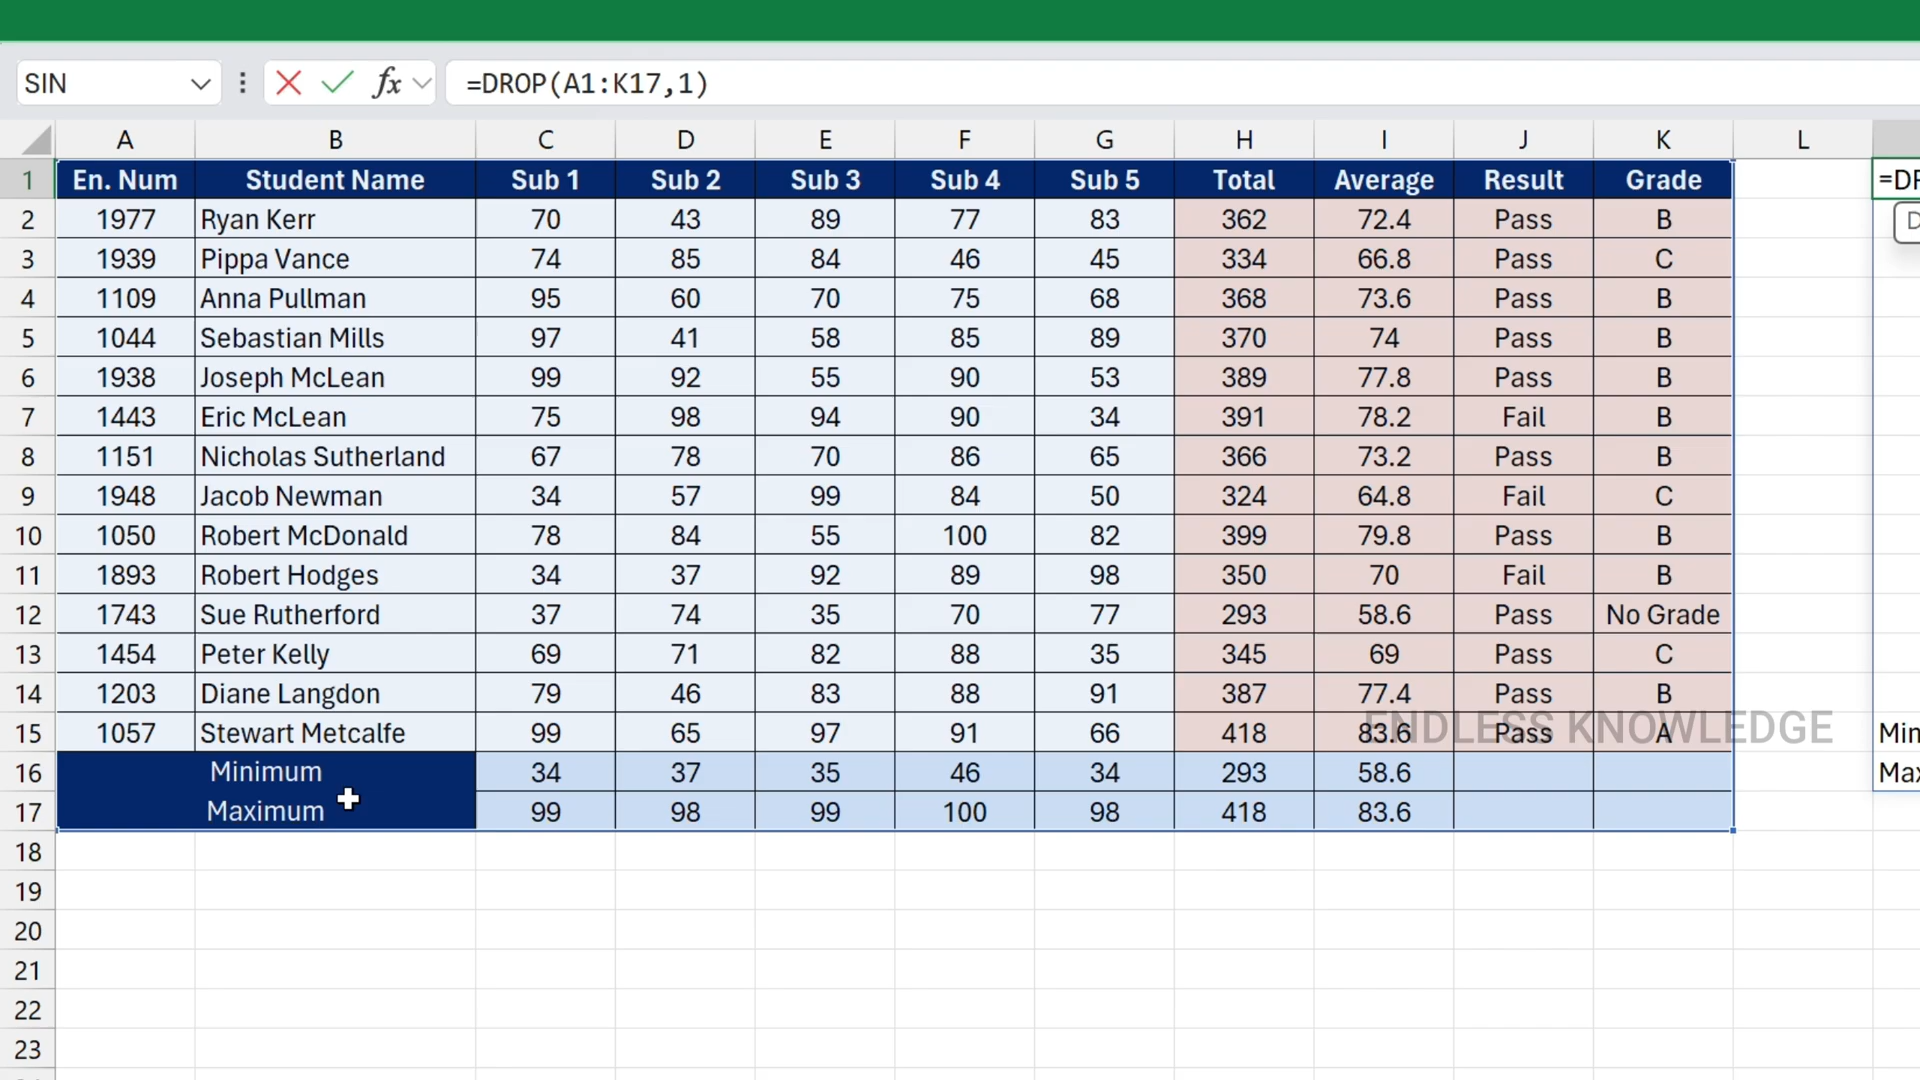 SIN fx =DROP(A1:K17,1)
A B C D E F G H I J K L
1 En. Num Student Name Sub 1 Sub 2 Sub 3 Sub 4 Sub 5 Total Average Result Grade =DR
2 1977 Ryan Kerr 70 43 89 77 83 362 72.4 Pass B D
3 1939 Pippa Vance 74 85 84 46 45 334 66.8 Pass C
4 1109 Anna Pullman 95 60 70 75 68 368 73.6 Pass B
5 1044 Sebastian Mills 97 41 58 85 89 370 74 Pass B
6 1938 Joseph McLean 99 92 55 90 53 389 77.8 Pass B
7 1443 Eric McLean 75 98 94 90 34 391 78.2 Fail B
8 1151 Nicholas Sutherland 67 78 70 86 65 366 73.2 Pass B
9 1948 Jacob Newman 34 57 99 84 50 324 64.8 Fail C
10 1050 Robert McDonald 78 84 55 100 82 399 79.8 Pass B
11 1893 Robert Hodges 34 37 92 89 98 350 70 Fail B
12 1743 Sue Rutherford 37 74 35 70 77 293 58.6 Pass No Grade
13 1454 Peter Kelly 69 71 82 88 35 345 69 Pass C
14 1203 Diane Langdon 79 46 83 88 91 387 77.4 Pass B
ENDLESS KNOWLEDGE
15 1057 Stewart Metcalfe 99 65 97 91 66 418 83.6 Pass A Min
16 Minimum 34 37 35 46 34 293 58.6 Max
17 Maximum 99 98 99 100 98 418 83.6
18
19
20
21
22
23